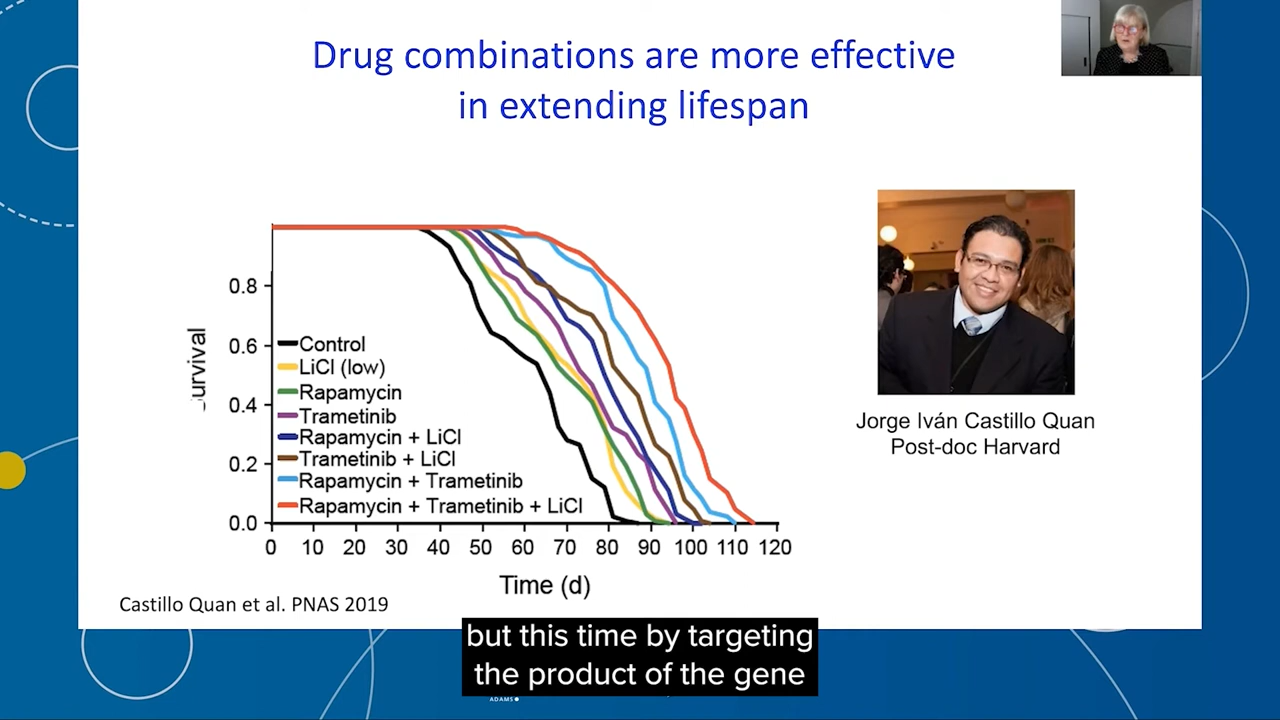 Drug combinations are more effective
in extending lifespan
0.8
0.6
0.4
0.2
0.0
Control
LiCl (low)
Rapamycin
Trametinib
Rapamycin + LiCl
Trametinib + LiCl
Rapamycin + Trametinib
Rapamycin + Trametinib + LiCl
0 10 20 30 40 50 60 70 80 90 100 110 120
Time (d)
Jorge Iván Castillo Quan
Post-doc Harvard
Castillo Quan et al. PNAS 2019
but this time by targeting
the product of the gene
ADAMS